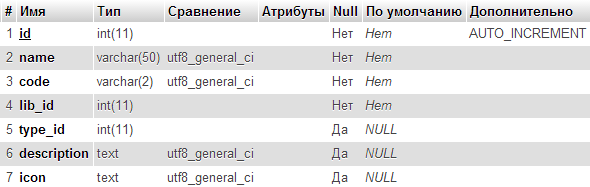 # Имя Тип Сравнение Атрибуты Null По умолчанию Дополнительно
1 id int(11) Нет Нет AUTO_INCREMENT
2 name varchar(50) utf8_general_ci Нет Нет
3 code varchar(2) utf8_general_ci Нет Нет
4 lib_id int(11) Нет Нет
5 type_id int(11) Да NULL
6 description text utf8_general_ci Да NULL
7 icon text utf8_general_ci Да NULL